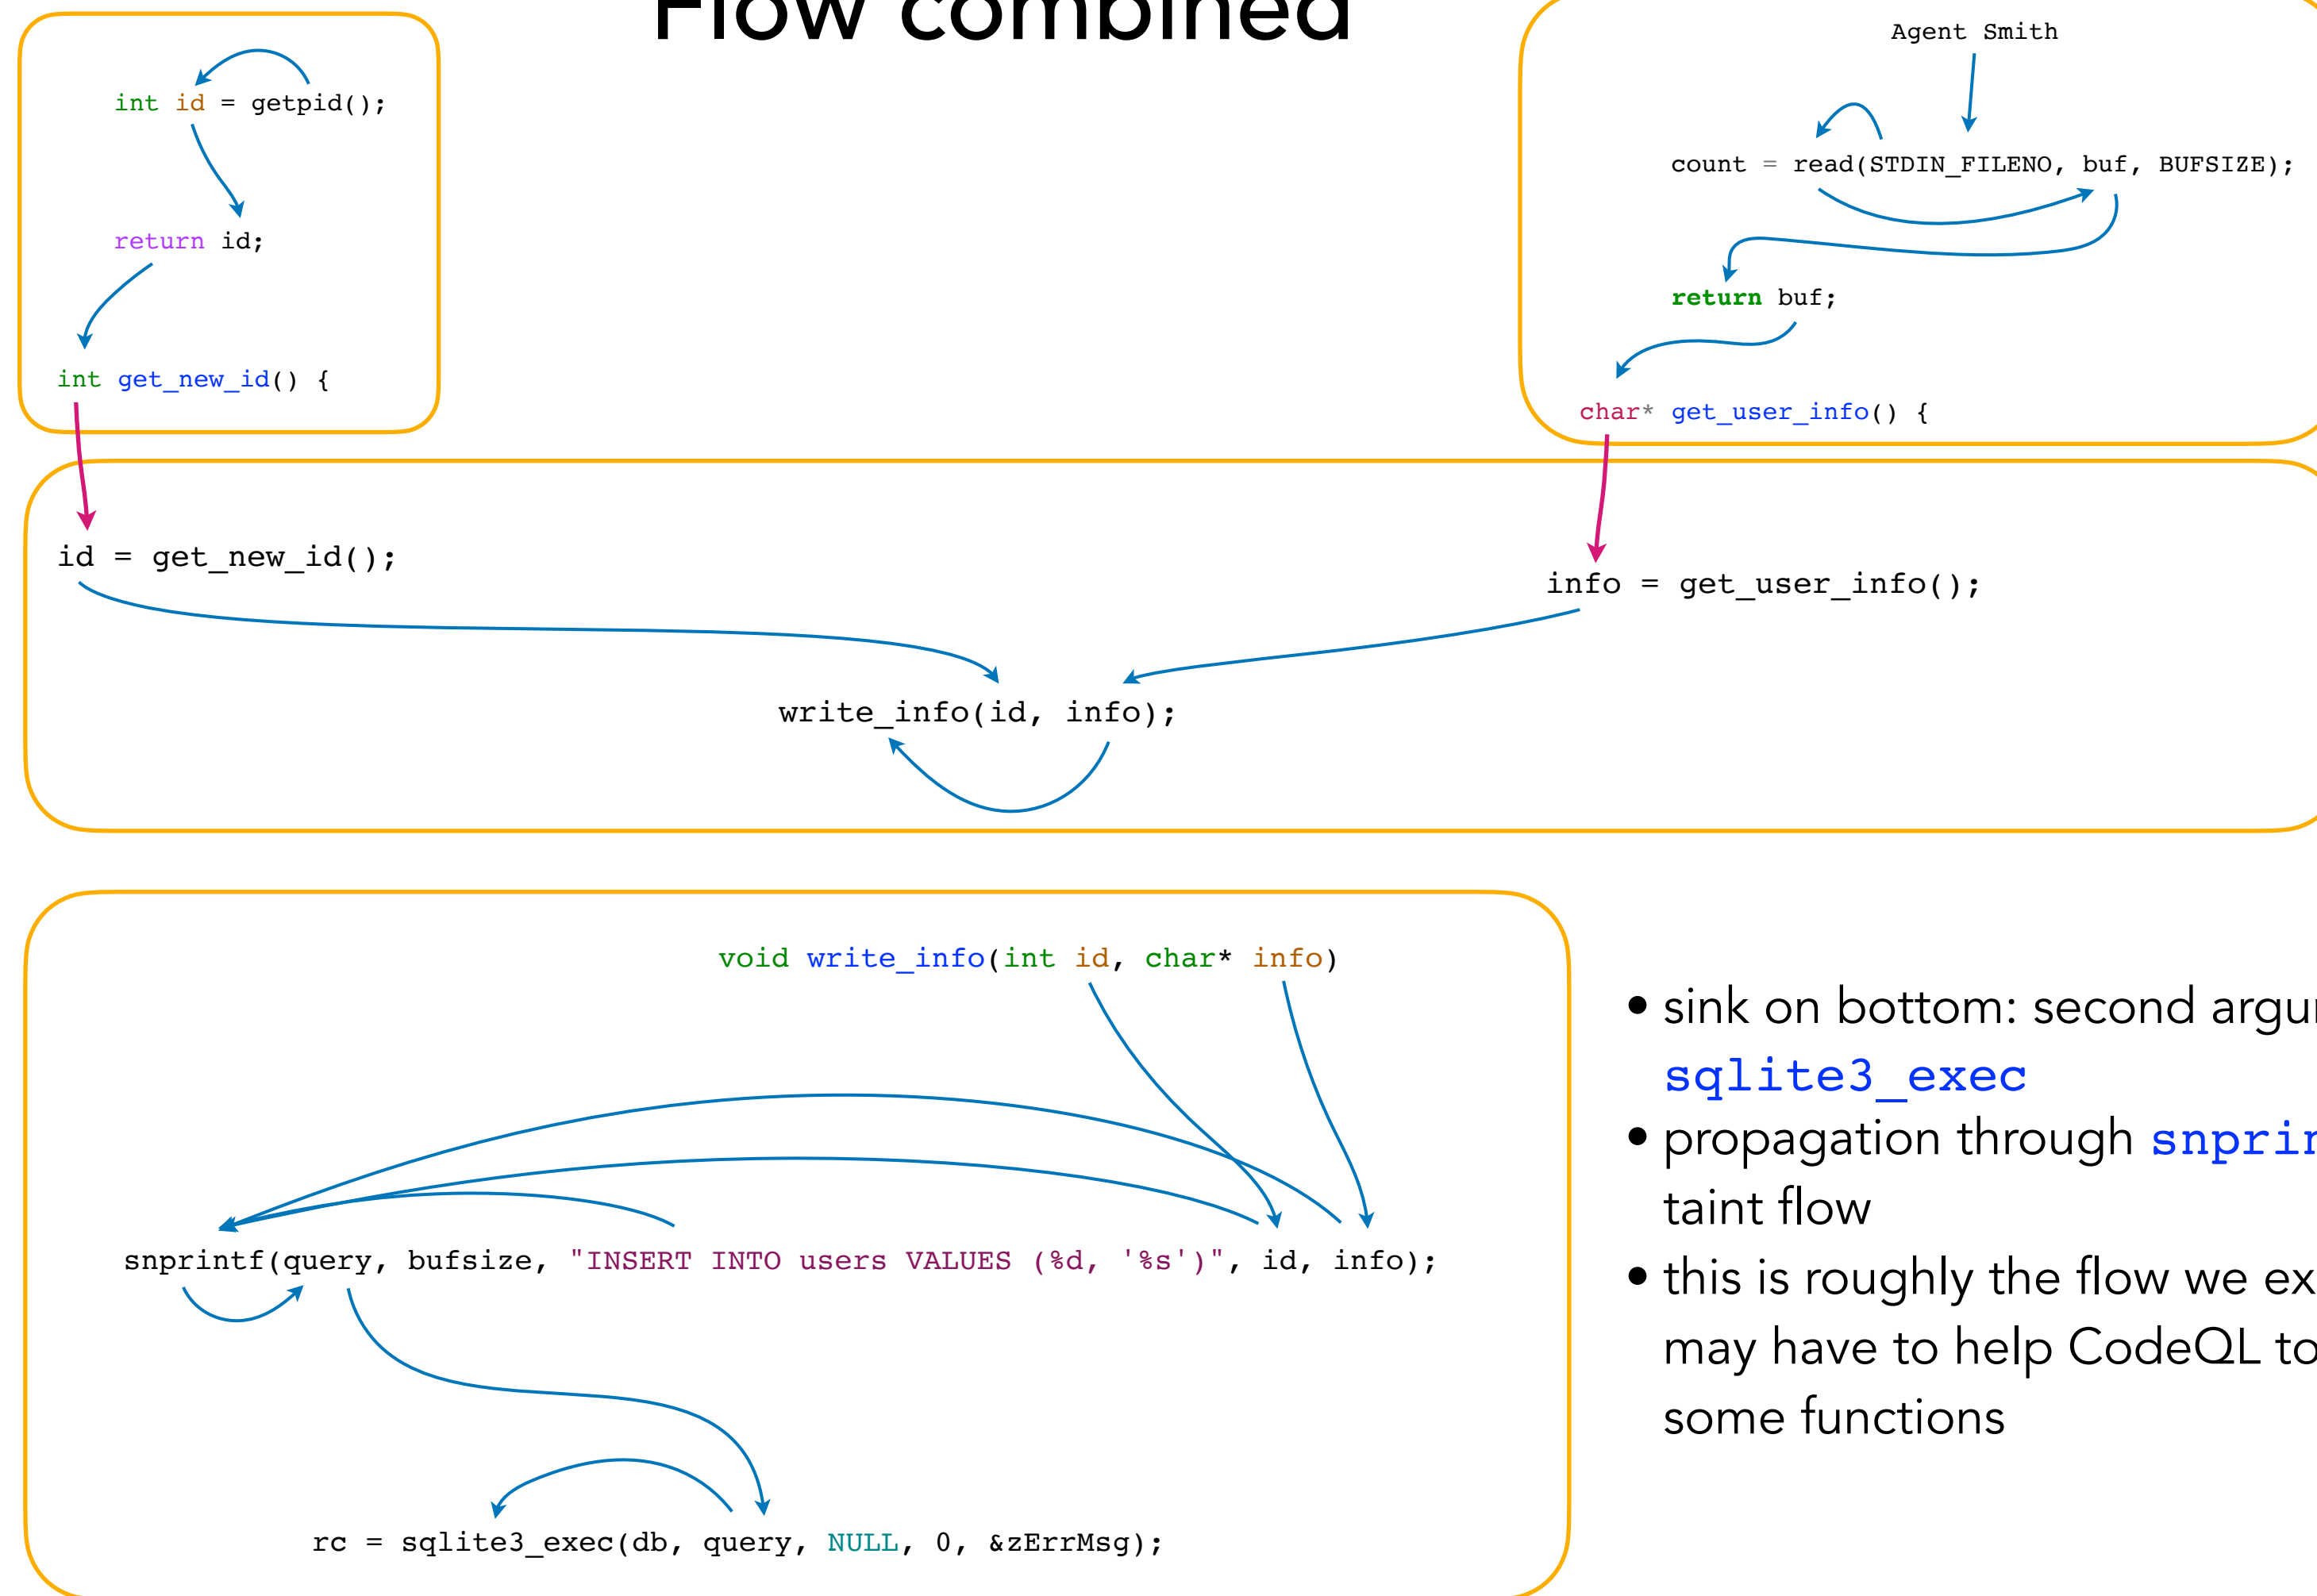 Flow combined
int id = getpid();
return id;
int get_new_id() {
Agent Smith
count = read(STDIN_FILENO, buf, BUFSIZE);
return buf;
char* get_user_info() {
id = get_new_id();
info = get_user_info();
write_info(id, info);
void write_info(int id, char* info)
snprintf(query, bufsize, "INSERT INTO users VALUES (%d, '%s')", id, info);
rc = sqlite3_exec(db, query, NULL, 0, &zErrMsg);
• sink on bottom: second
sqlite3_exec
• propagation through
taint flow
• this is roughly the flow we
may have to help CodeQL to
some functions